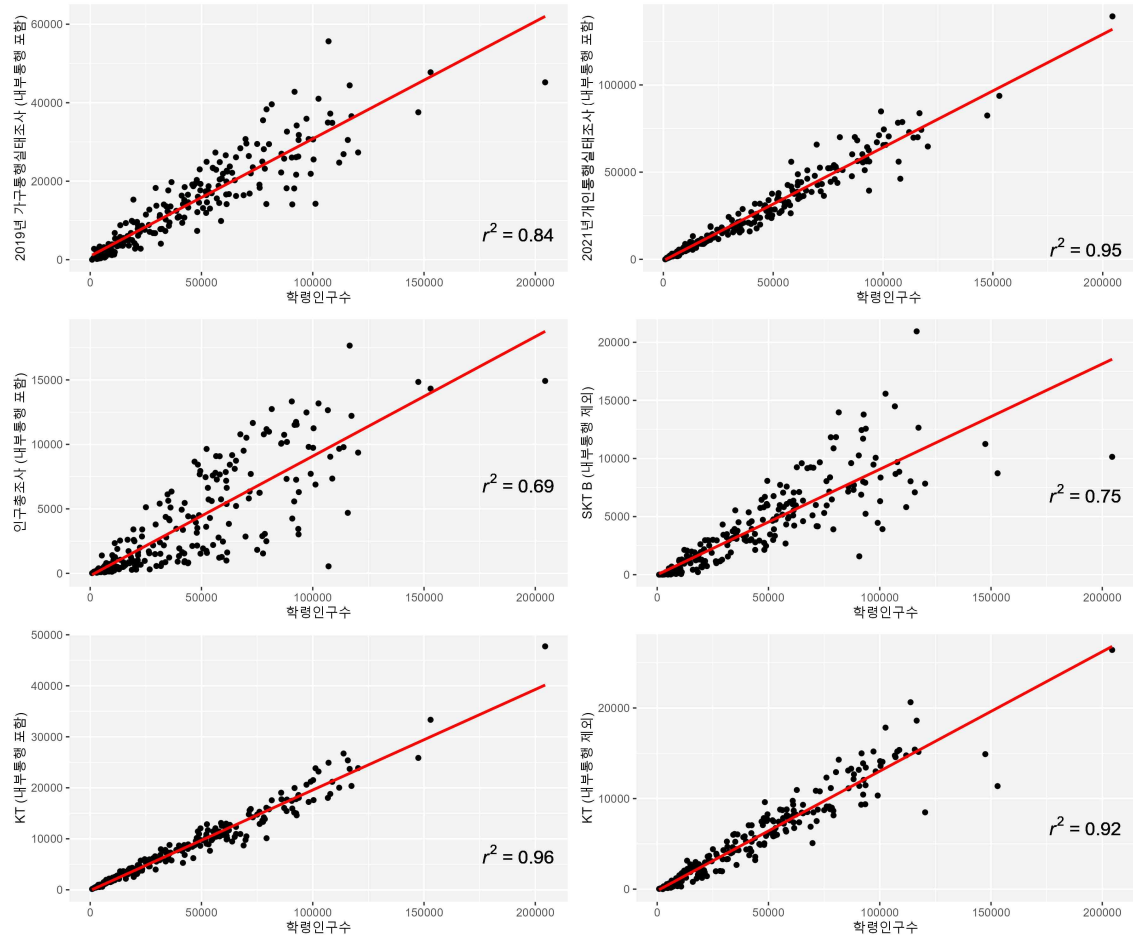 2019년 가구통행실태조사 (내부통행 포함)
60000
40000
20000
0
0 50000 100000 150000 200000
학령인구수
r² = 0.84
2021년개인통행실태조사 (내부통행 포함)
100000
50000
0
0 50000 100000 150000 200000
학령인구수
r² = 0.95
인구총조사 (내부통행 포함)
15000
10000
5000
0
0 50000 100000 150000 200000
학령인구수
r² = 0.69
SKT B (내부통행 제외)
20000
15000
10000
5000
0
0 50000 100000 150000 200000
학령인구수
r² = 0.75
KT (내부통행 포함)
50000
40000
30000
20000
10000
0
0 50000 100000 150000 200000
학령인구수
r² = 0.96
KT (내부통행 제외)
20000
10000
0
0 50000 100000 150000 200000
학령인구수
r² = 0.92